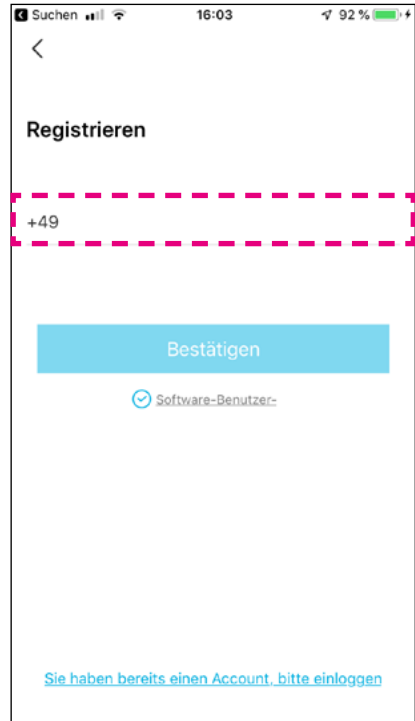 Suchen 16:03 92 %
Registrieren
+49
Bestätigen
Software-Benutzer-
Sie haben bereits einen Account, bitte einloggen